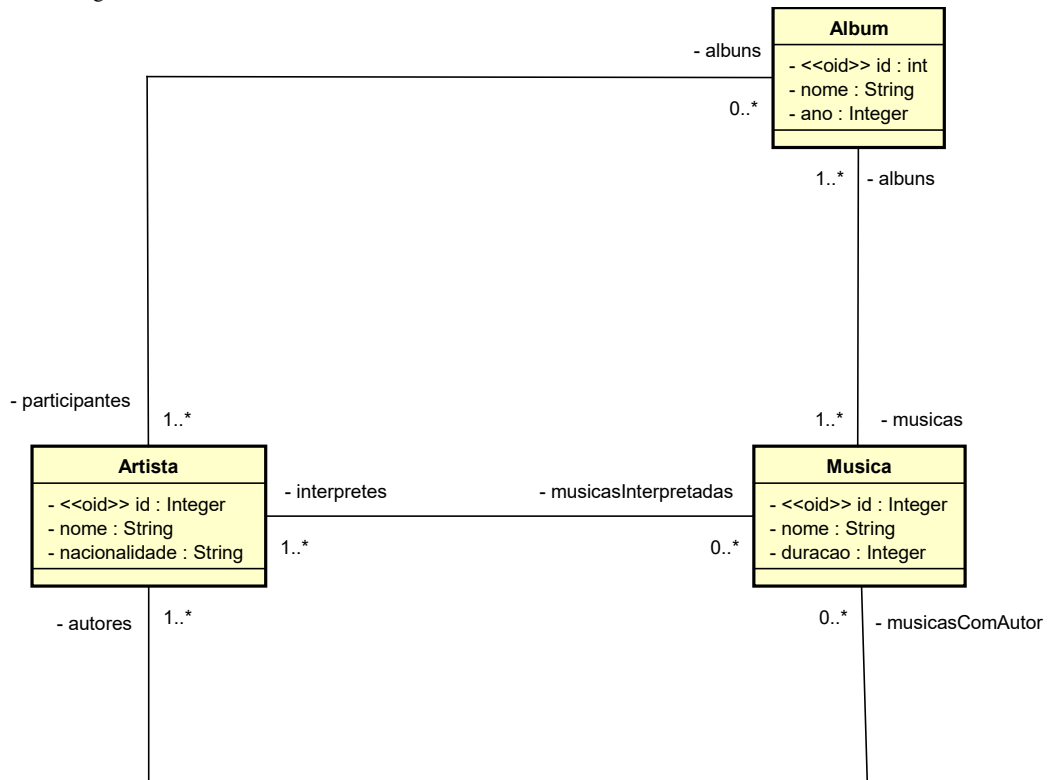 Album
- albuns
- <<oid>> id : int
- nome : String
- ano : Integer
0..*
1..*
- albuns
- participantes
1..*
1..*
- musicas
Artista
- <<oid>> id : Integer
- nome : String
- nacionalidade : String
- interpretes
1..*
- musicasInterpretadas
0..*
Musica
- <<oid>> id : Integer
- nome : String
- duracao : Integer
- autores
1..*
0..*
- musicasComAutor